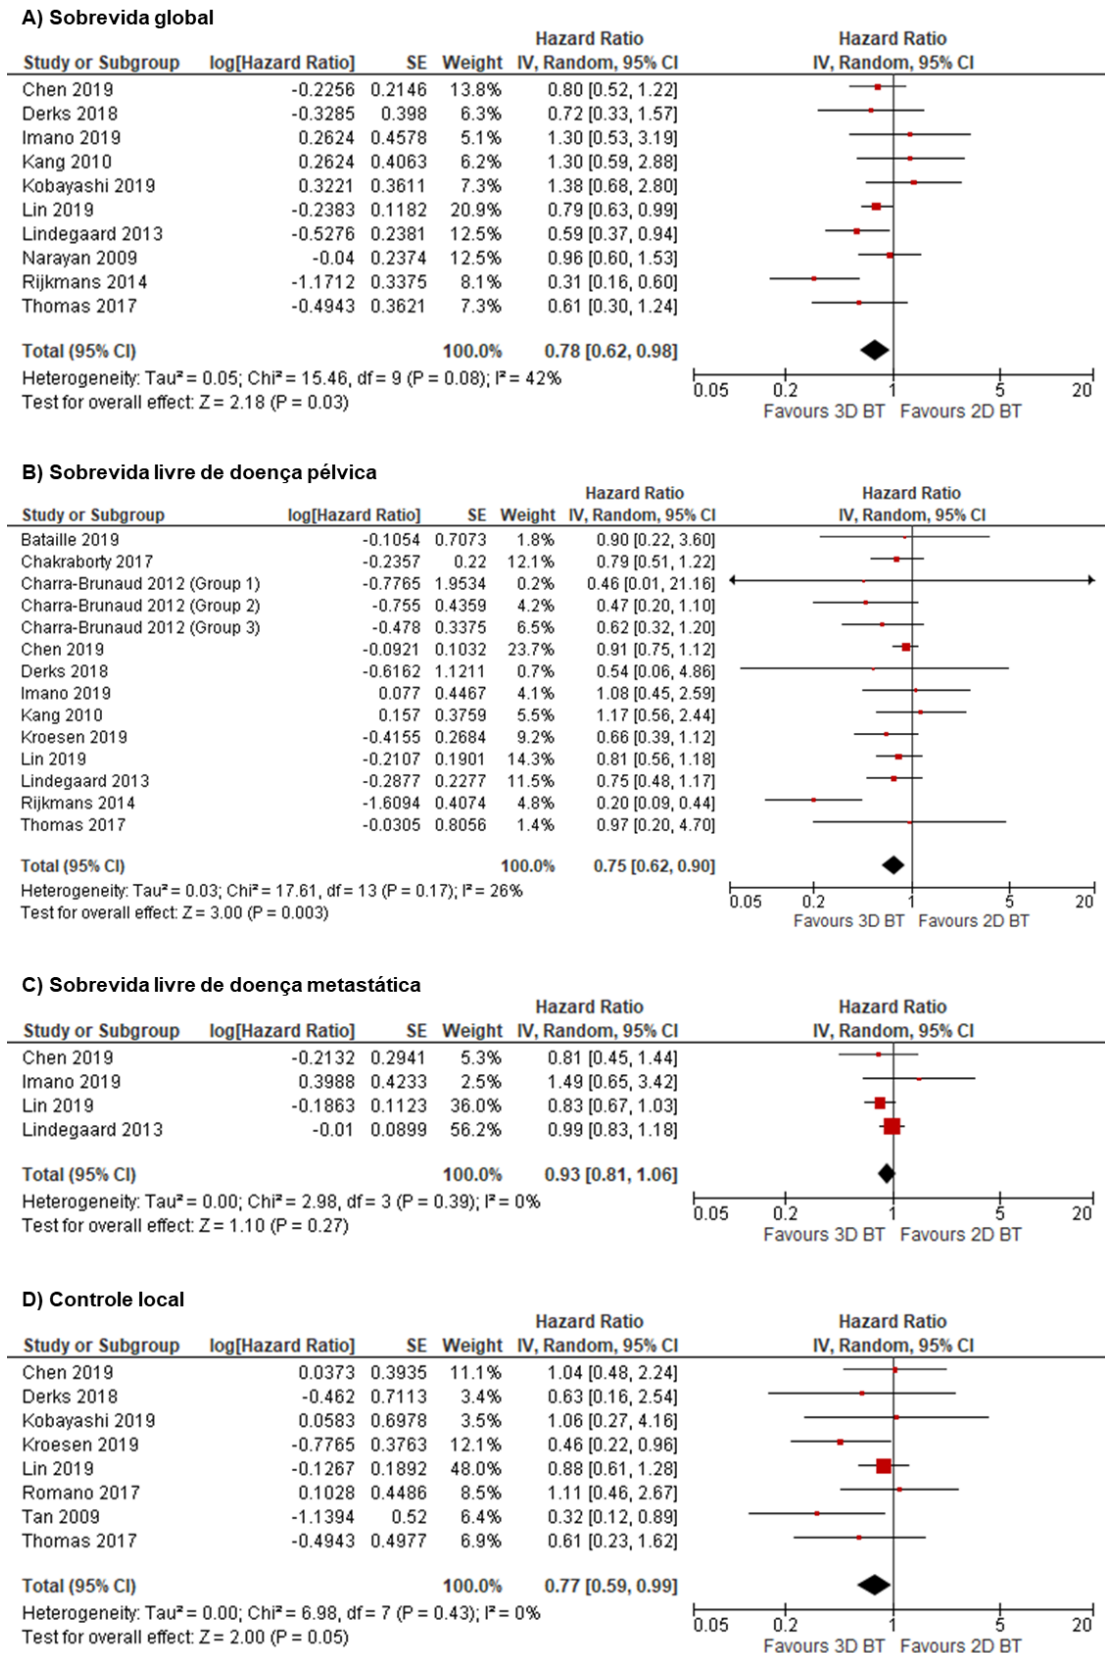 A) Sobrevida global
Hazard Ratio Hazard Ratio
Study or Subgroup log[Hazard Ratio] SE Weight IV, Random, 95% CI IV, Random, 95% CI
Chen 2019 -0.2256 0.2146 13.8% 0.80 [0.52, 1.22]
Derks 2018 -0.3285 0.398 6.3% 0.72 [0.33, 1.57]
Imano 2019 0.2624 0.4578 5.1% 1.30 [0.53, 3.19]
Kang 2010 0.2624 0.4063 6.2% 1.30 [0.59, 2.88]
Kobayashi 2019 0.3221 0.3611 7.3% 1.38 [0.68, 2.80]
Lin 2019 -0.2383 0.1182 20.9% 0.79 [0.63, 0.99]
Lindegaard 2013 -0.5276 0.2381 12.5% 0.59 [0.37, 0.94]
Narayan 2009 -0.04 0.2374 12.5% 0.96 [0.60, 1.53]
Rijkmans 2014 -1.1712 0.3375 8.1% 0.31 [0.16, 0.60]
Thomas 2017 -0.4943 0.3621 7.3% 0.61 [0.30, 1.24]
Total (95% CI) 100.0% 0.78 [0.62, 0.98]
Heterogeneity: Tau² = 0.05; Chi² = 15.46, df = 9 (P = 0.08); I² = 42%
Test for overall effect: Z = 2.18 (P = 0.03)
0.05 0.2 1 5 20
Favours 3D BT Favours 2D BT
B) Sobrevida livre de doença pélvica
Hazard Ratio Hazard Ratio
Study or Subgroup log[Hazard Ratio] SE Weight IV, Random, 95% CI IV, Random, 95% CI
Bataille 2019 -0.1054 0.7073 1.8% 0.90 [0.22, 3.60]
Chakraborty 2017 -0.2357 0.22 12.1% 0.79 [0.51, 1.22]
Charra-Brunaud 2012 (Group 1) -0.7765 1.9534 0.2% 0.46 [0.01, 21.16]
Charra-Brunaud 2012 (Group 2) -0.755 0.4359 4.2% 0.47 [0.20, 1.10]
Charra-Brunaud 2012 (Group 3) -0.478 0.3375 6.5% 0.62 [0.32, 1.20]
Chen 2019 -0.0921 0.1032 23.7% 0.91 [0.75, 1.12]
Derks 2018 -0.6162 1.1211 0.7% 0.54 [0.06, 4.86]
Imano 2019 0.077 0.4467 4.1% 1.08 [0.45, 2.59]
Kang 2010 0.157 0.3759 5.5% 1.17 [0.56, 2.44]
Kroesen 2019 -0.4155 0.2684 9.2% 0.66 [0.39, 1.12]
Lin 2019 -0.2107 0.1901 14.3% 0.81 [0.56, 1.18]
Lindegaard 2013 -0.2877 0.2277 11.5% 0.75 [0.48, 1.17]
Rijkmans 2014 -1.6094 0.4074 4.8% 0.20 [0.09, 0.44]
Thomas 2017 -0.0305 0.8056 1.4% 0.97 [0.20, 4.70]
Total (95% CI) 100.0% 0.75 [0.62, 0.90]
Heterogeneity: Tau² = 0.03; Chi² = 17.61, df = 13 (P = 0.17); I² = 26%
Test for overall effect: Z = 3.00 (P = 0.003)
0.05 0.2 1 5 20
Favours 3D BT Favours 2D BT
C) Sobrevida livre de doença metastática
Hazard Ratio Hazard Ratio
Study or Subgroup log[Hazard Ratio] SE Weight IV, Random, 95% CI IV, Random, 95% CI
Chen 2019 -0.2132 0.2941 5.3% 0.81 [0.45, 1.44]
Imano 2019 0.3988 0.4233 2.5% 1.49 [0.65, 3.42]
Lin 2019 -0.1863 0.1123 36.0% 0.83 [0.67, 1.03]
Lindegaard 2013 -0.01 0.0899 56.2% 0.99 [0.83, 1.18]
Total (95% CI) 100.0% 0.93 [0.81, 1.06]
Heterogeneity: Tau² = 0.00; Chi² = 2.98, df = 3 (P = 0.39); I² = 0%
Test for overall effect: Z = 1.10 (P = 0.27)
0.05 0.2 1 5 20
Favours 3D BT Favours 2D BT
D) Controle local
Hazard Ratio Hazard Ratio
Study or Subgroup log[Hazard Ratio] SE Weight IV, Random, 95% CI IV, Random, 95% CI
Chen 2019 0.0373 0.3935 11.1% 1.04 [0.48, 2.24]
Derks 2018 -0.462 0.7113 3.4% 0.63 [0.16, 2.54]
Kobayashi 2019 0.0583 0.6978 3.5% 1.06 [0.27, 4.16]
Kroesen 2019 -0.7765 0.3763 12.1% 0.46 [0.22, 0.96]
Lin 2019 -0.1267 0.1892 48.0% 0.88 [0.61, 1.28]
Romano 2017 0.1028 0.4486 8.5% 1.11 [0.46, 2.67]
Tan 2009 -1.1394 0.52 6.4% 0.32 [0.12, 0.89]
Thomas 2017 -0.4943 0.4977 6.9% 0.61 [0.23, 1.62]
Total (95% CI) 100.0% 0.77 [0.59, 0.99]
Heterogeneity: Tau² = 0.00; Chi² = 6.98, df = 7 (P = 0.43); I² = 0%
Test for overall effect: Z = 2.00 (P = 0.05)
0.05 0.2 1 5 20
Favours 3D BT Favours 2D BT